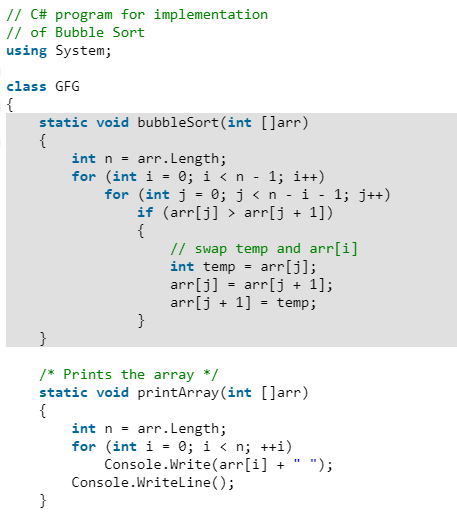 // C# program for implementation
// of Bubble Sort
using System;

class GFG
{
    static void bubbleSort(int []arr)
    {
        int n = arr.Length;
        for (int i = 0; i < n - 1; i++)
            for (int j = 0; j < n - i - 1; j++)
                if (arr[j] > arr[j + 1])
                {
                    // swap temp and arr[i]
                    int temp = arr[j];
                    arr[j] = arr[j + 1];
                    arr[j + 1] = temp;
                }
    }

    /* Prints the array */
    static void printArray(int []arr)
    {
        int n = arr.Length;
        for (int i = 0; i < n; ++i)
            Console.Write(arr[i] + " ");
        Console.WriteLine();
    }